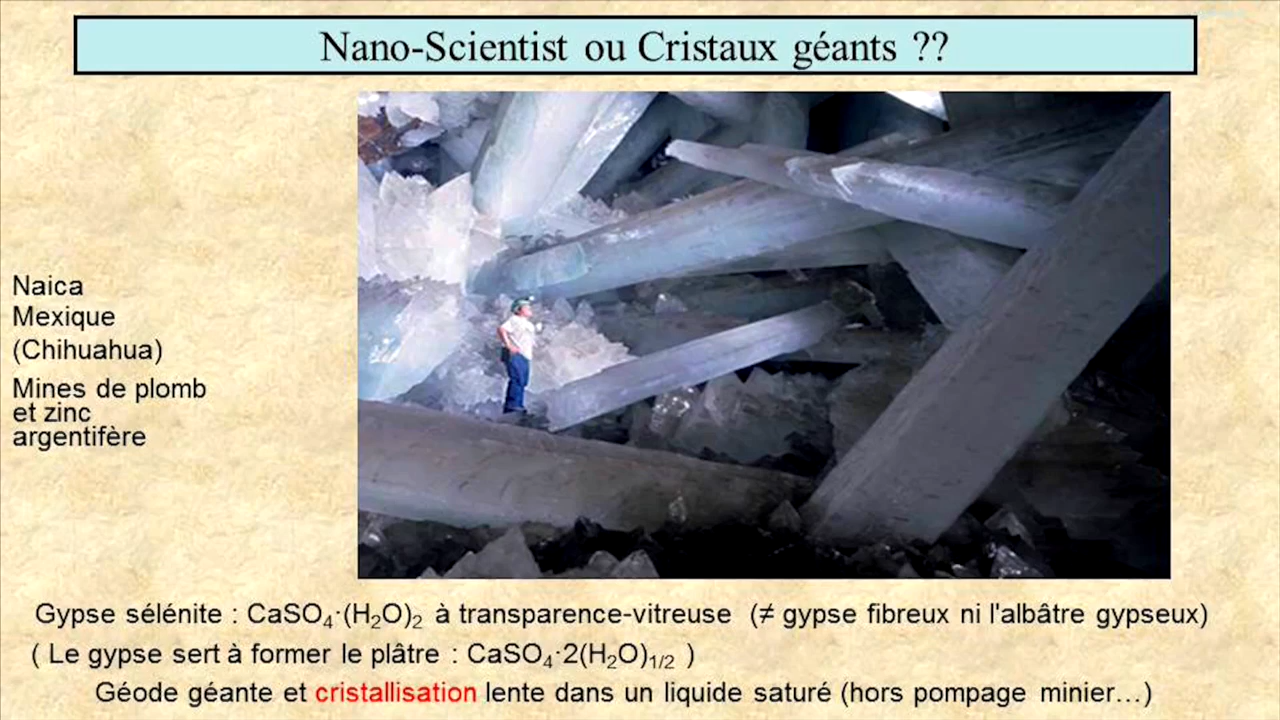 Nano-Scientist ou Cristaux géants ??
Naica
Mexique
(Chihuahua)
Mines de plomb
et zinc
argentifère
Gypse sélénite : CaSO₄·(H₂O)₂ à transparence-vitreuse (≠ gypse fibreux ni l'albâtre gypseux)
( Le gypse sert à former le plâtre : CaSO₄·2(H₂O)₁/₂ )
Géode géante et cristallisation lente dans un liquide saturé (hors pompage minier…)